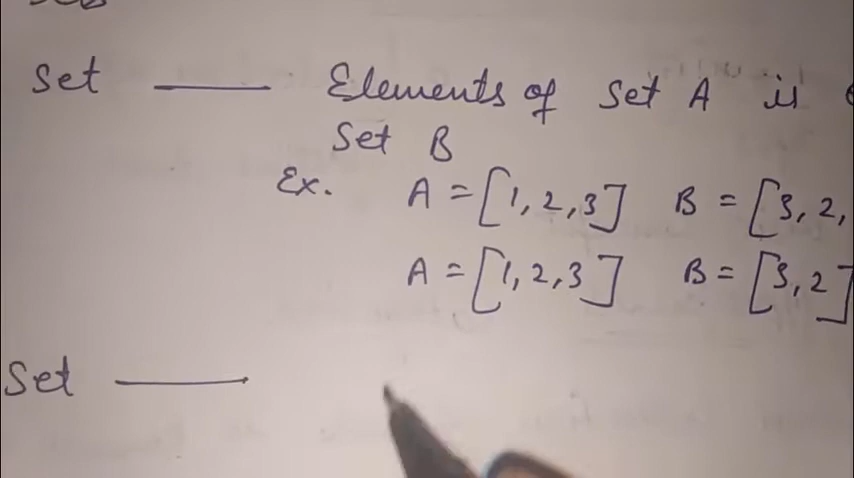 Set —— Elements of Set A is
Set B
Ex. A = [1, 2, 3] B = [3, 2,
A = [1, 2, 3] B = [3, 2]
Set ——